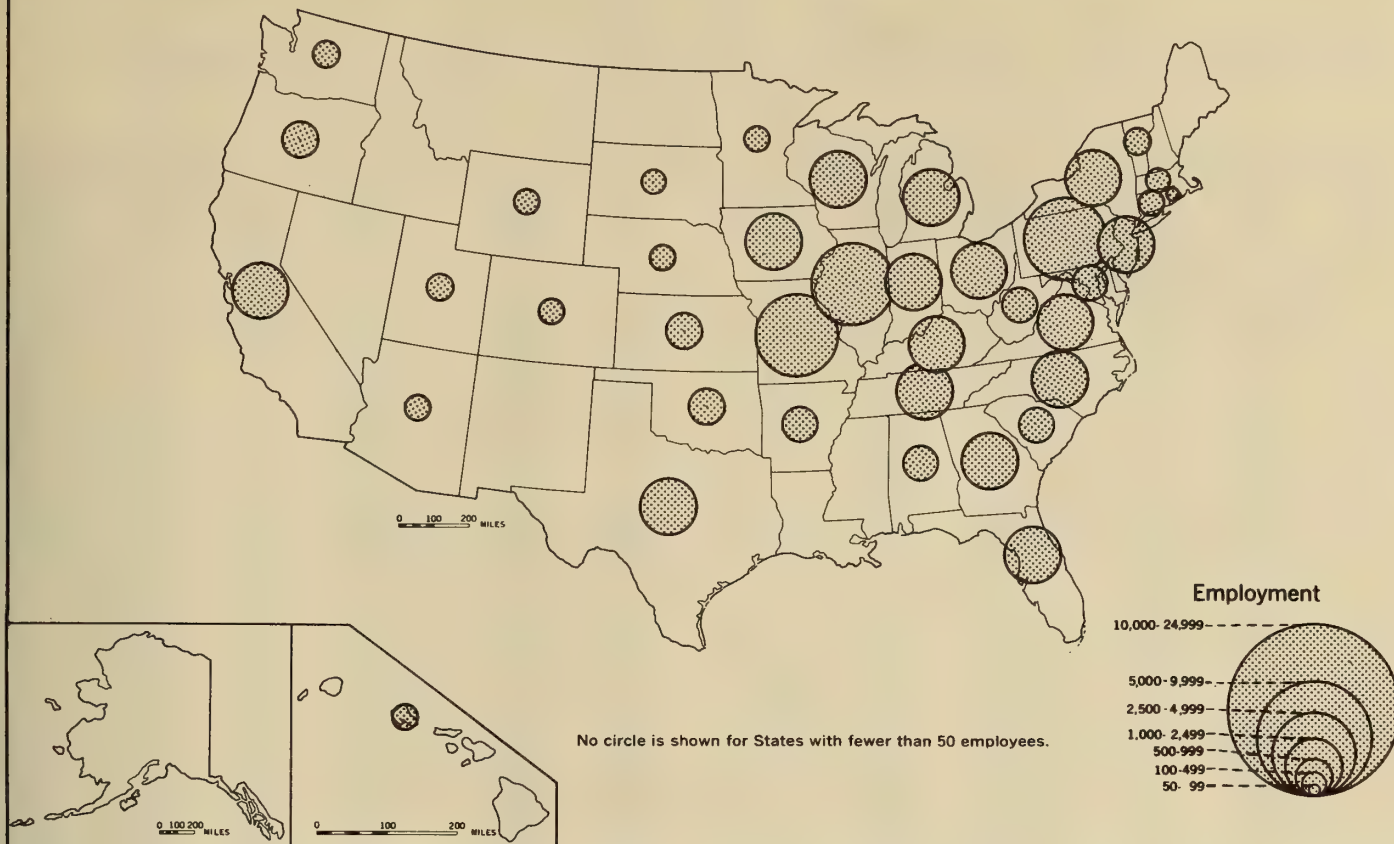 0 100 200 MILES
Employment
10,000-24,999
5,000-9,999
2,500-4,999
1,000-2,499
500-999
100-499
50-99
No circle is shown for States with fewer than 50 employees.
0 100 200 MILES
0 100 200 MILES